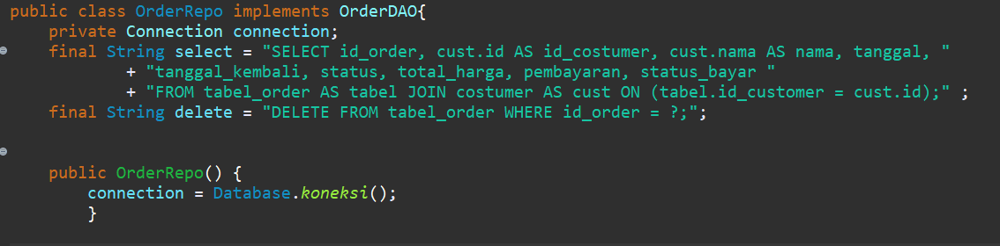 public class OrderRepo implements OrderDAO{
    private Connection connection;
    final String select = "SELECT id_order, cust.id AS id_costumer, cust.nama AS nama, tanggal, "
            + "tanggal_kembali, status, total_harga, pembayaran, status_bayar "
            + "FROM tabel_order AS tabel JOIN costumer AS cust ON (tabel.id_customer = cust.id);" ;
    final String delete = "DELETE FROM tabel_order WHERE id_order = ?;";
    public OrderRepo() {
        connection = Database.koneksi();
        }